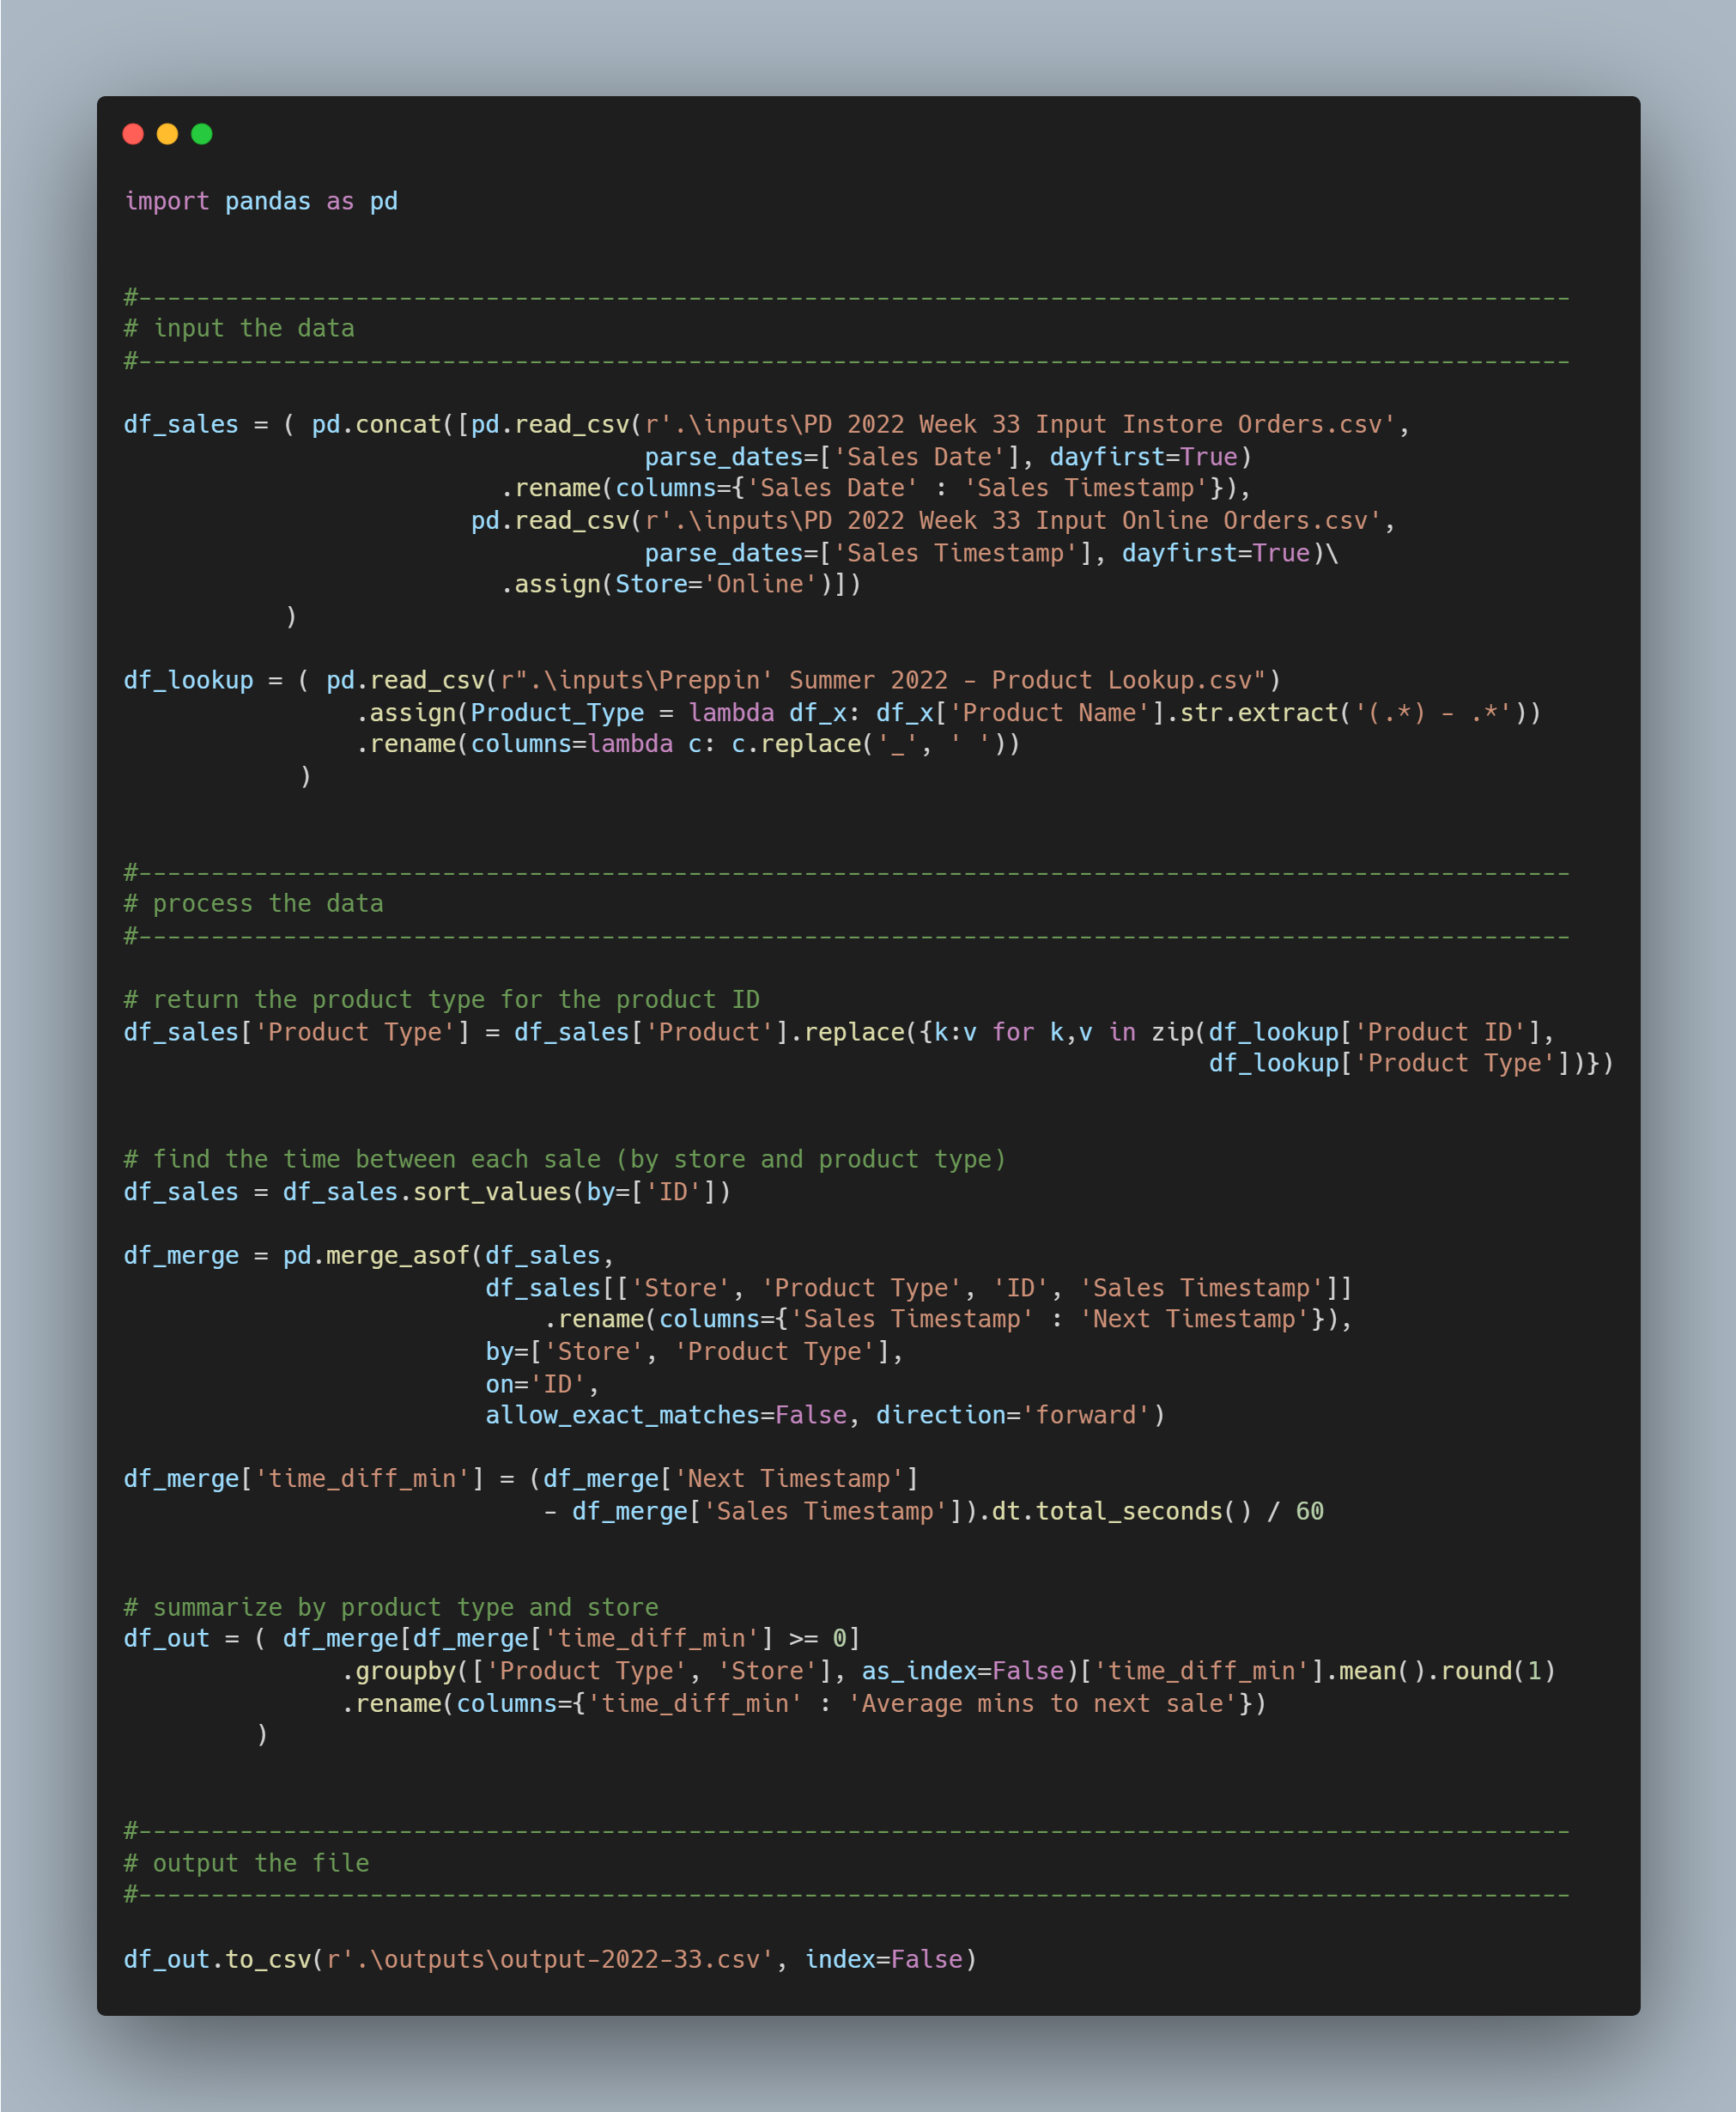 import pandas as pd
#---------------------------------------------------------------------------------------------------
# input the data
#---------------------------------------------------------------------------------------------------
df_sales = ( pd.concat([pd.read_csv(r'.\inputs\PD 2022 Week 33 Input Instore Orders.csv',
                                    parse_dates=['Sales Date'], dayfirst=True)
                          .rename(columns={'Sales Date' : 'Sales Timestamp'}),
                        pd.read_csv(r'.\inputs\PD 2022 Week 33 Input Online Orders.csv',
                                    parse_dates=['Sales Timestamp'], dayfirst=True)\
                          .assign(Store='Online')])
           )
df_lookup = ( pd.read_csv(r".\inputs\Preppin' Summer 2022 - Product Lookup.csv")
                .assign(Product_Type = lambda df_x: df_x['Product Name'].str.extract('(.*) - .*'))
                .rename(columns=lambda c: c.replace('_', ' '))
            )
#---------------------------------------------------------------------------------------------------
# process the data
#---------------------------------------------------------------------------------------------------
# return the product type for the product ID
df_sales['Product Type'] = df_sales['Product'].replace({k:v for k,v in zip(df_lookup['Product ID'],
                                                                           df_lookup['Product Type'])})
# find the time between each sale (by store and product type)
df_sales = df_sales.sort_values(by=['ID'])
df_merge = pd.merge_asof(df_sales,
                         df_sales[['Store', 'Product Type', 'ID', 'Sales Timestamp']]
                             .rename(columns={'Sales Timestamp' : 'Next Timestamp'}),
                         by=['Store', 'Product Type'],
                         on='ID',
                         allow_exact_matches=False, direction='forward')
df_merge['time_diff_min'] = (df_merge['Next Timestamp']
                             - df_merge['Sales Timestamp']).dt.total_seconds() / 60
# summarize by product type and store
df_out = ( df_merge[df_merge['time_diff_min'] >= 0]
               .groupby(['Product Type', 'Store'], as_index=False)['time_diff_min'].mean().round(1)
               .rename(columns={'time_diff_min' : 'Average mins to next sale'})
         )
#---------------------------------------------------------------------------------------------------
# output the file
#---------------------------------------------------------------------------------------------------
df_out.to_csv(r'.\outputs\output-2022-33.csv', index=False)